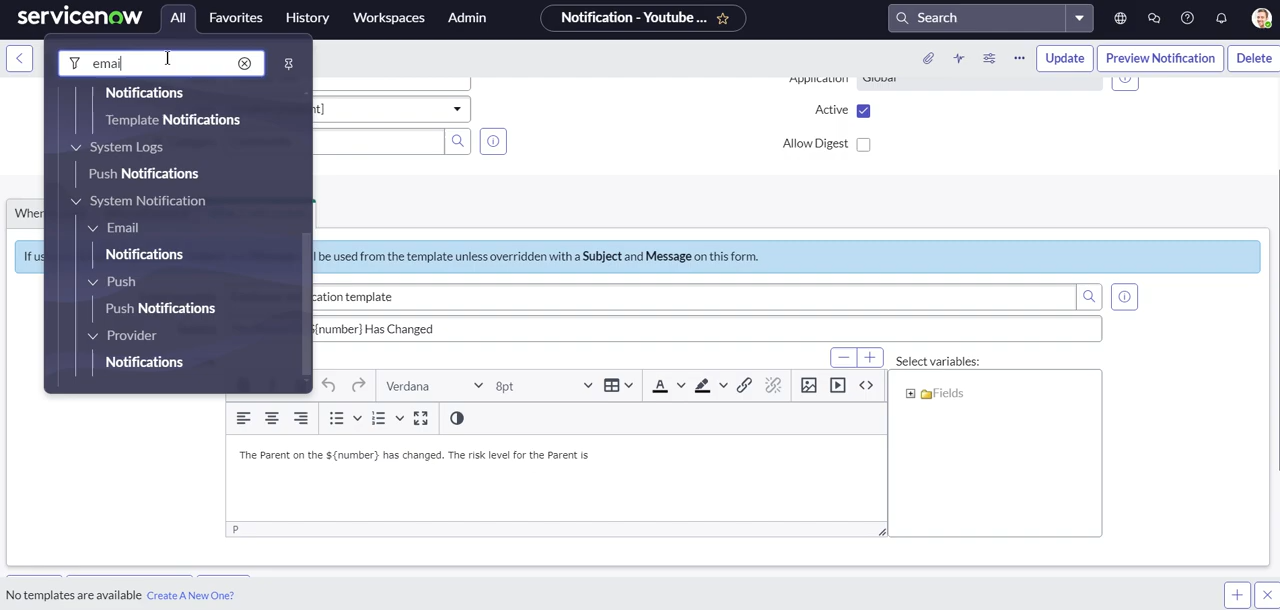 servicenow
All
Favorites
History
Workspaces
Admin
Notification - Youtube ...
Search
emai
Update
Preview Notification
Delete
Notifications
Template Notifications
System Logs
Push Notifications
System Notification
Email
Notifications
Push
Push Notifications
Provider
Notifications
t]
Application
Global
Active
Allow Digest
When
If us
l be used from the template unless overridden with a Subject and Message on this form.
cation template
${number} Has Changed
Select variables:
Verdana
8pt
A
Fields
The Parent on the ${number} has changed. The risk level for the Parent is
P
No templates are available Create A New One?